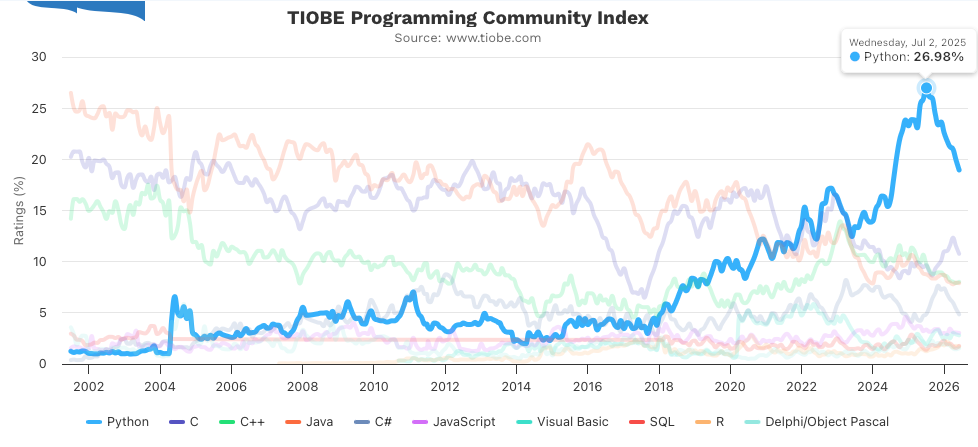 TIOBE Programming Community Index
Source: www.tiobe.com
Wednesday, Jul 2, 2025
Python: 26.98%
Ratings (%)
30
25
20
15
10
5
0
2002 2004 2006 2008 2010 2012 2014 2016 2018 2020 2022 2024 2026
Python C C++ Java C# JavaScript Visual Basic SQL R Delphi/Object Pascal